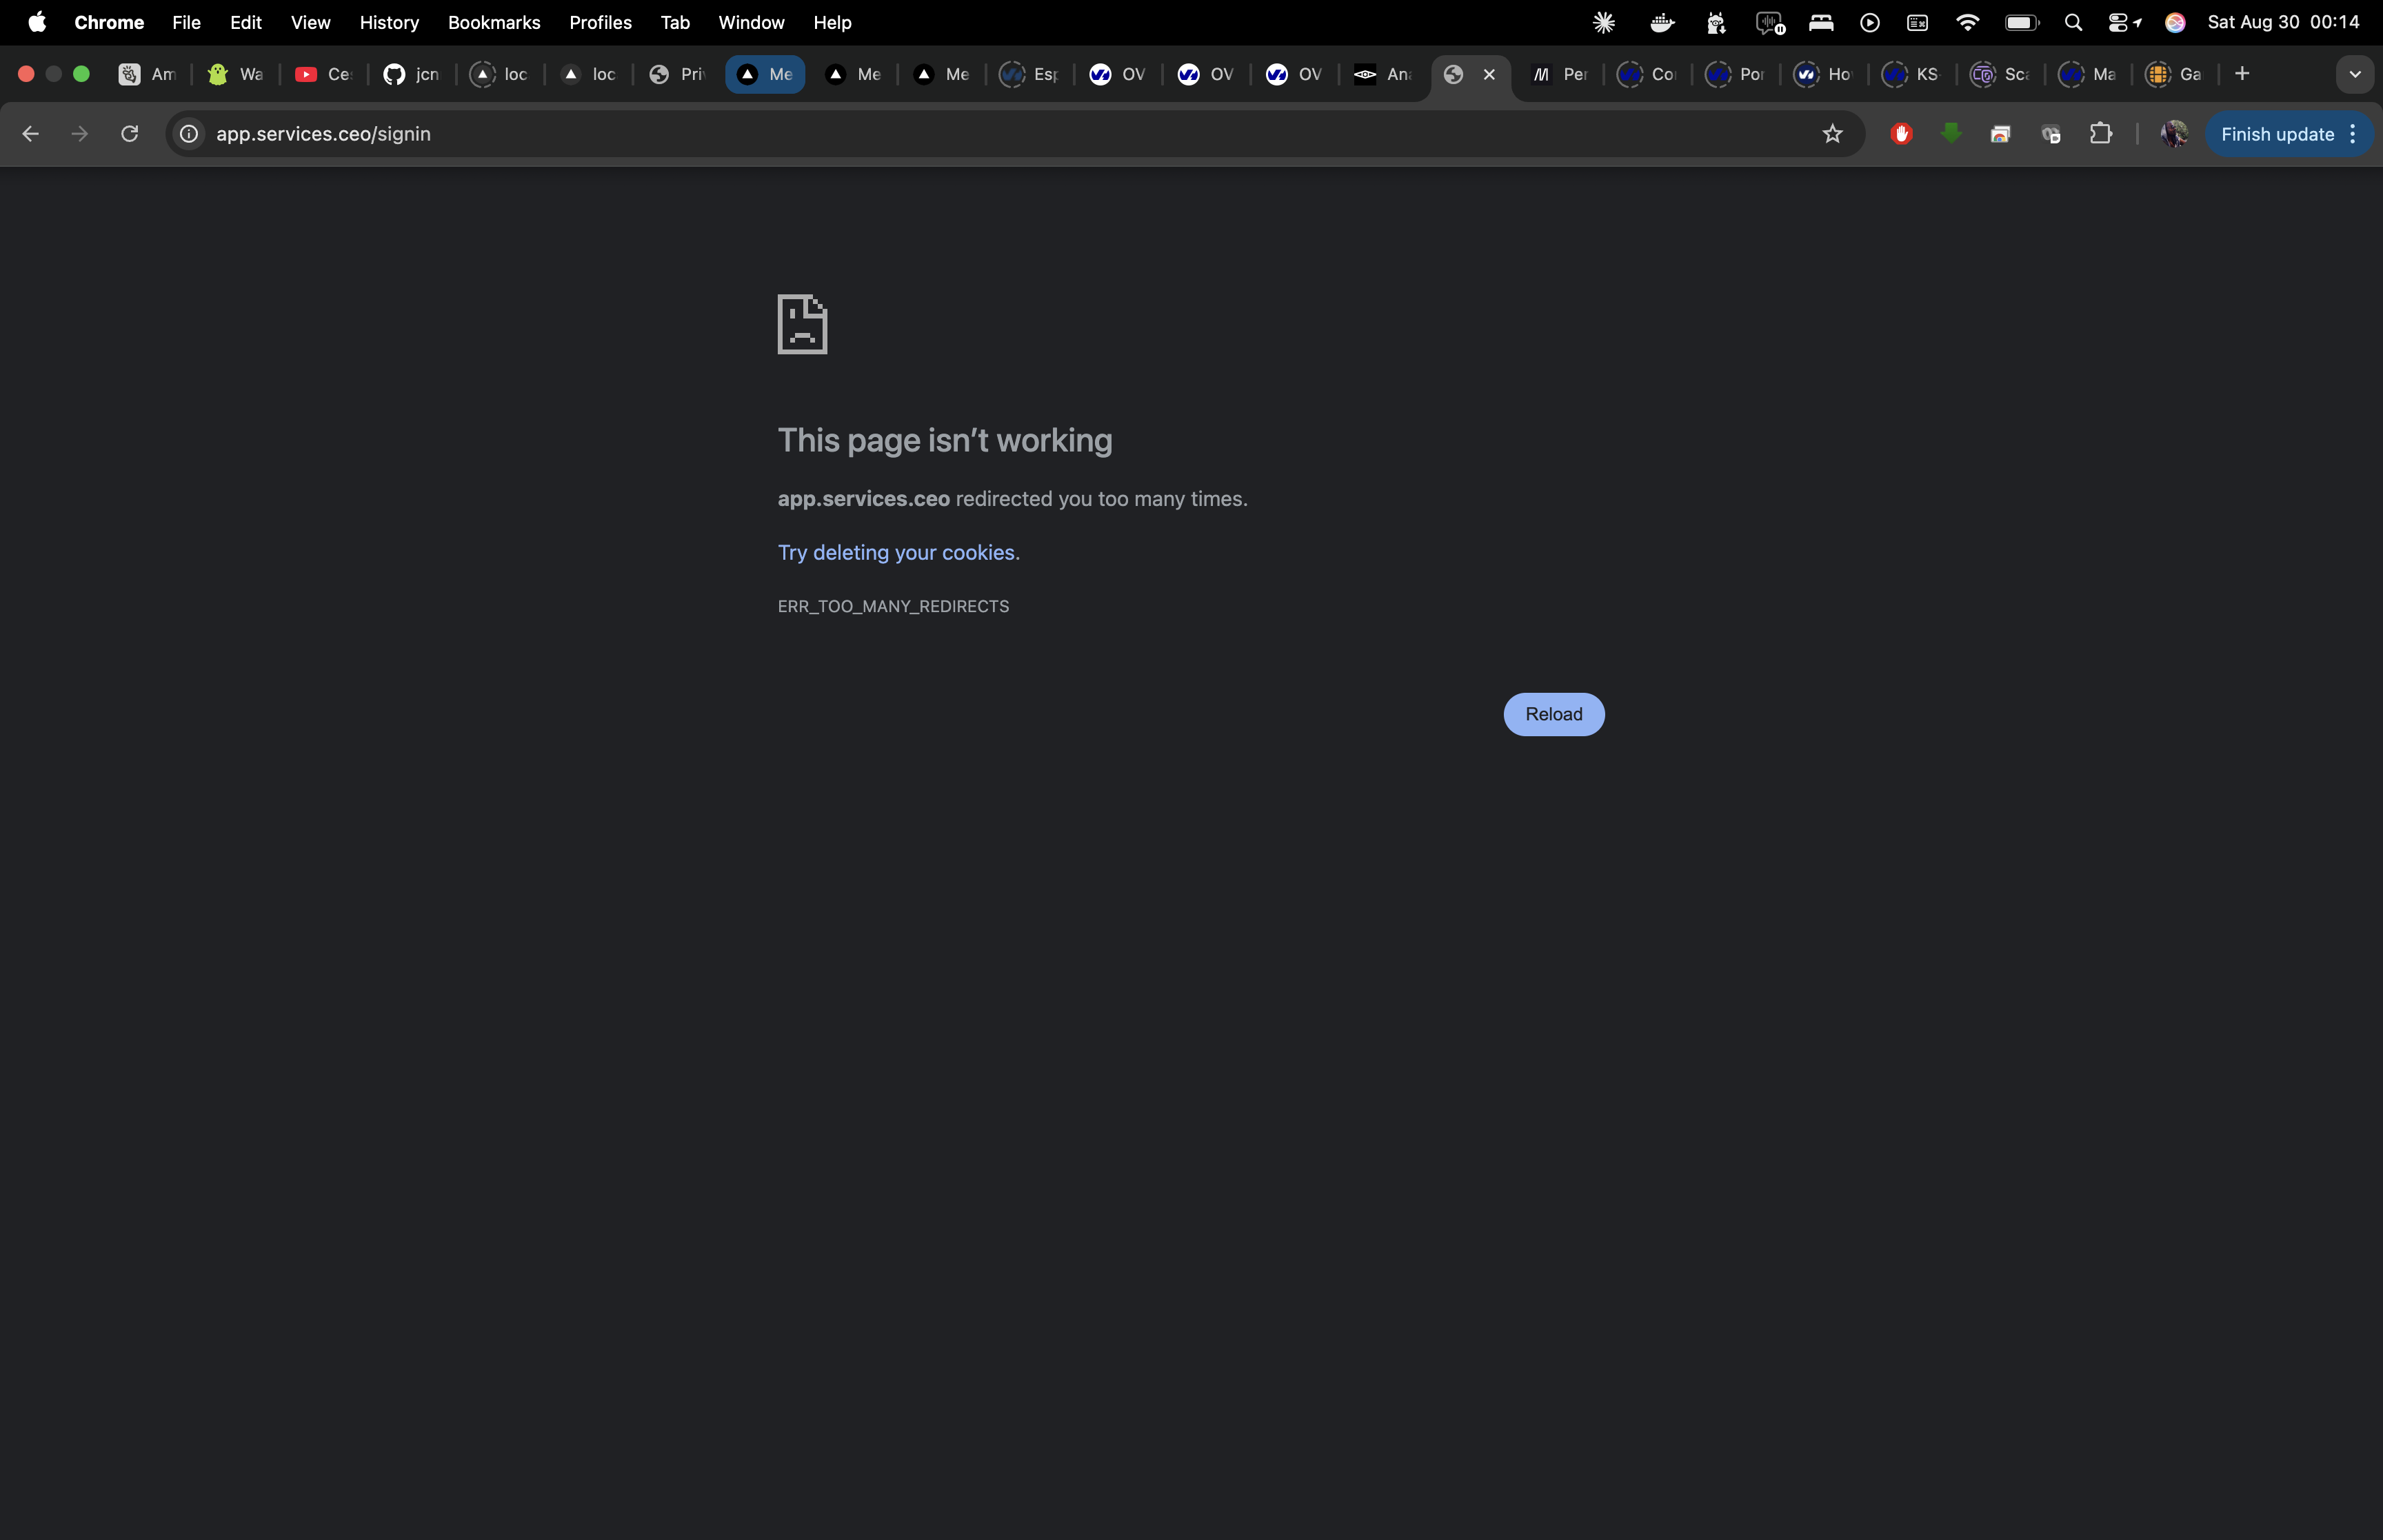 Chrome File Edit View History Bookmarks Profiles Tab Window Help Sat Aug 30 00:14
Am Wa Ce jcn loc loc Pri Me Me Me Esp OV OV OV An Per Co Por Ho KS Sc Ma Ga
app.services.ceo/signin Finish update
This page isn’t working
app.services.ceo redirected you too many times.
Try deleting your cookies.
ERR_TOO_MANY_REDIRECTS
Reload